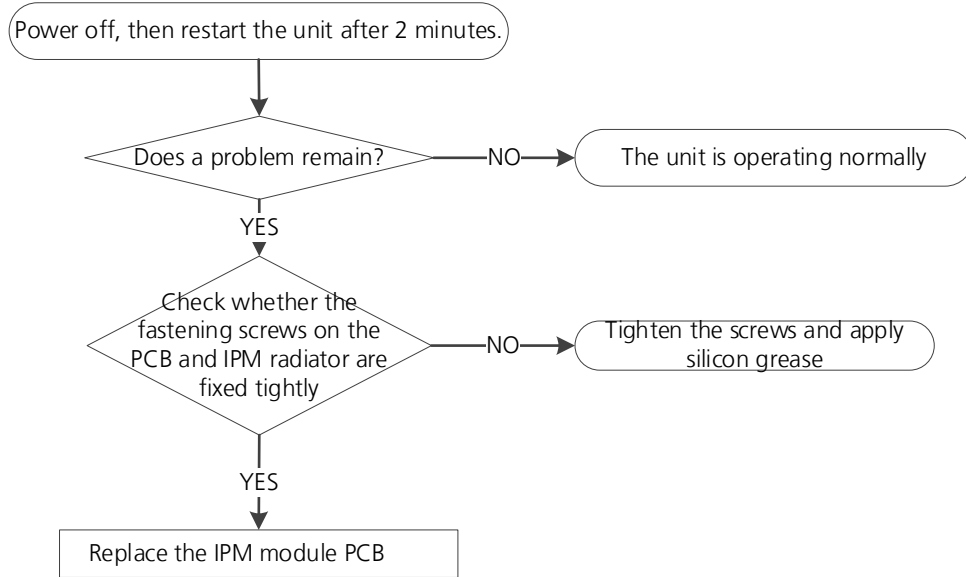 Power off, then restart the unit after 2 minutes.
Does a problem remain?
NO
The unit is operating normally
YES
Check whether the
fastening screws on the
PCB and IPM radiator are
fixed tightly
NO
Tighten the screws and apply
silicon grease
YES
Replace the IPM module PCB